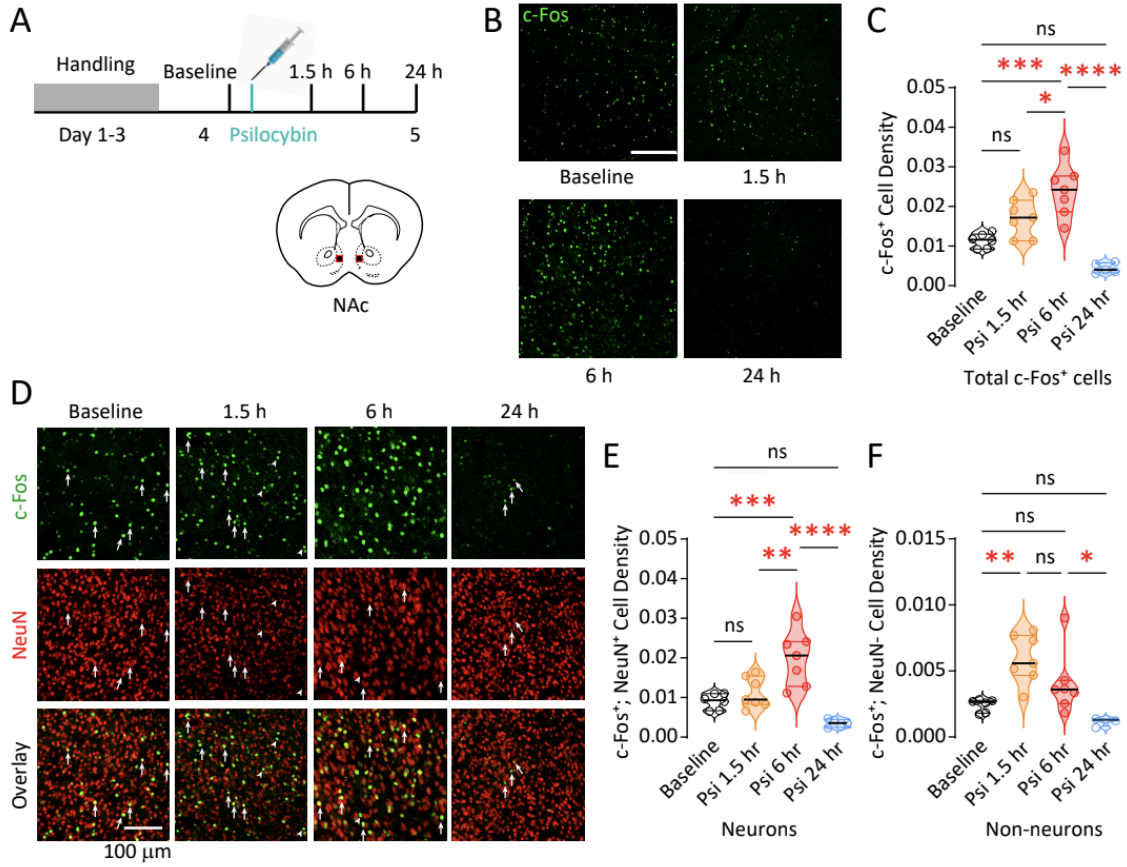 A
Handling
Baseline
1.5 h
6 h
24 h
Day 1-3
4
Psilocybin
5
NAc
B
c-Fos
Baseline
1.5 h
6 h
24 h
C
ns
*** ****
*
ns
c-Fos⁺ Cell Density
0.05
0.04
0.03
0.02
0.01
0.00
Baseline
Psi 1.5 hr
Psi 6 hr
Psi 24 hr
Total c-Fos⁺ cells
D
Baseline
1.5 h
6 h
24 h
c-Fos
NeuN
Overlay
100 μm
E
ns
***
****
**
ns
c-Fos⁺; NeuN⁺ Cell Density
0.05
0.04
0.03
0.02
0.01
0.00
Baseline
Psi 1.5 hr
Psi 6 hr
Psi 24 hr
Neurons
F
ns
ns
** ns *
c-Fos⁺; NeuN- Cell Density
0.015
0.010
0.005
0.000
Baseline
Psi 1.5 hr
Psi 6 hr
Psi 24 hr
Non-neurons